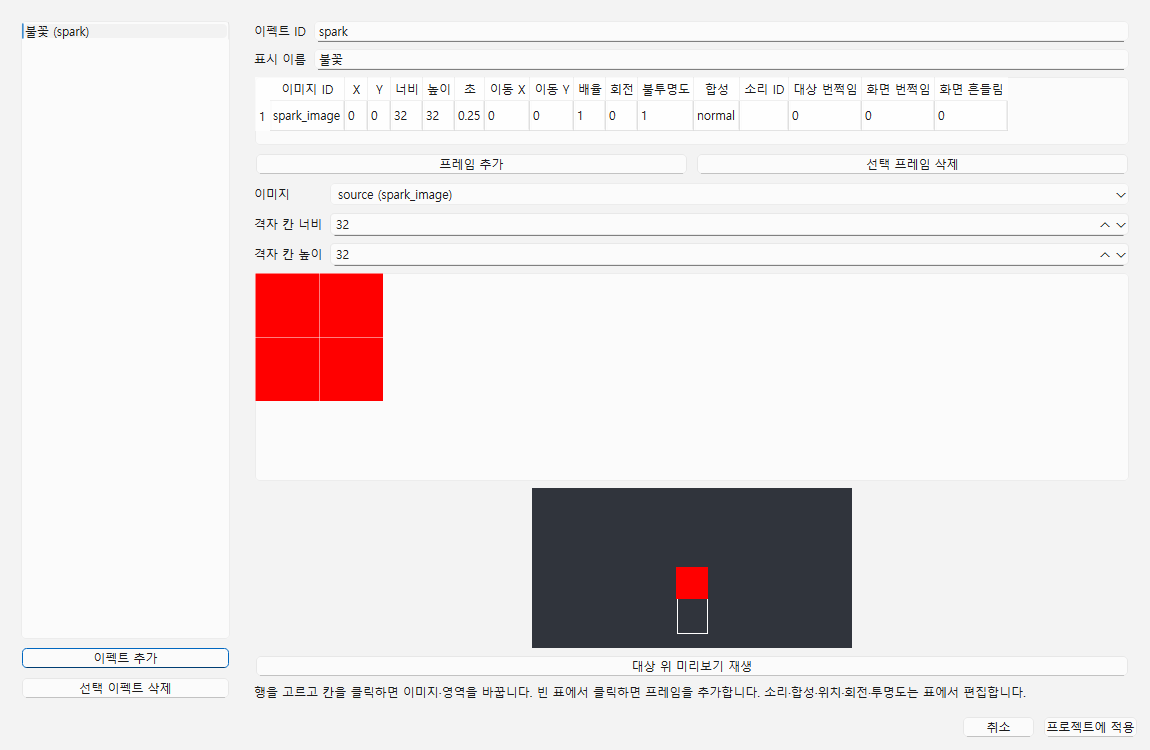 불꽃 (spark)
이펙트 ID spark
표시 이름 불꽃
이미지 ID X Y 너비 높이 초 이동 X 이동 Y 배율 회전 불투명도 합성 소리 ID 대상 번쩍임 화면 번쩍임 화면 흔들림
1 spark_image 0 0 32 32 0.25 0 0 1 0 1 normal 0 0 0
프레임 추가 선택 프레임 삭제
이미지 source (spark_image)
격자 칸 너비 32
격자 칸 높이 32
대상 위 미리보기 재생
이펙트 추가
선택 이펙트 삭제
행을 고르고 칸을 클릭하면 이미지·영역을 바꿉니다. 빈 표에서 클릭하면 프레임을 추가합니다. 소리·합성·위치·회전·투명도는 표에서 편집합니다.
취소 프로젝트에 적용